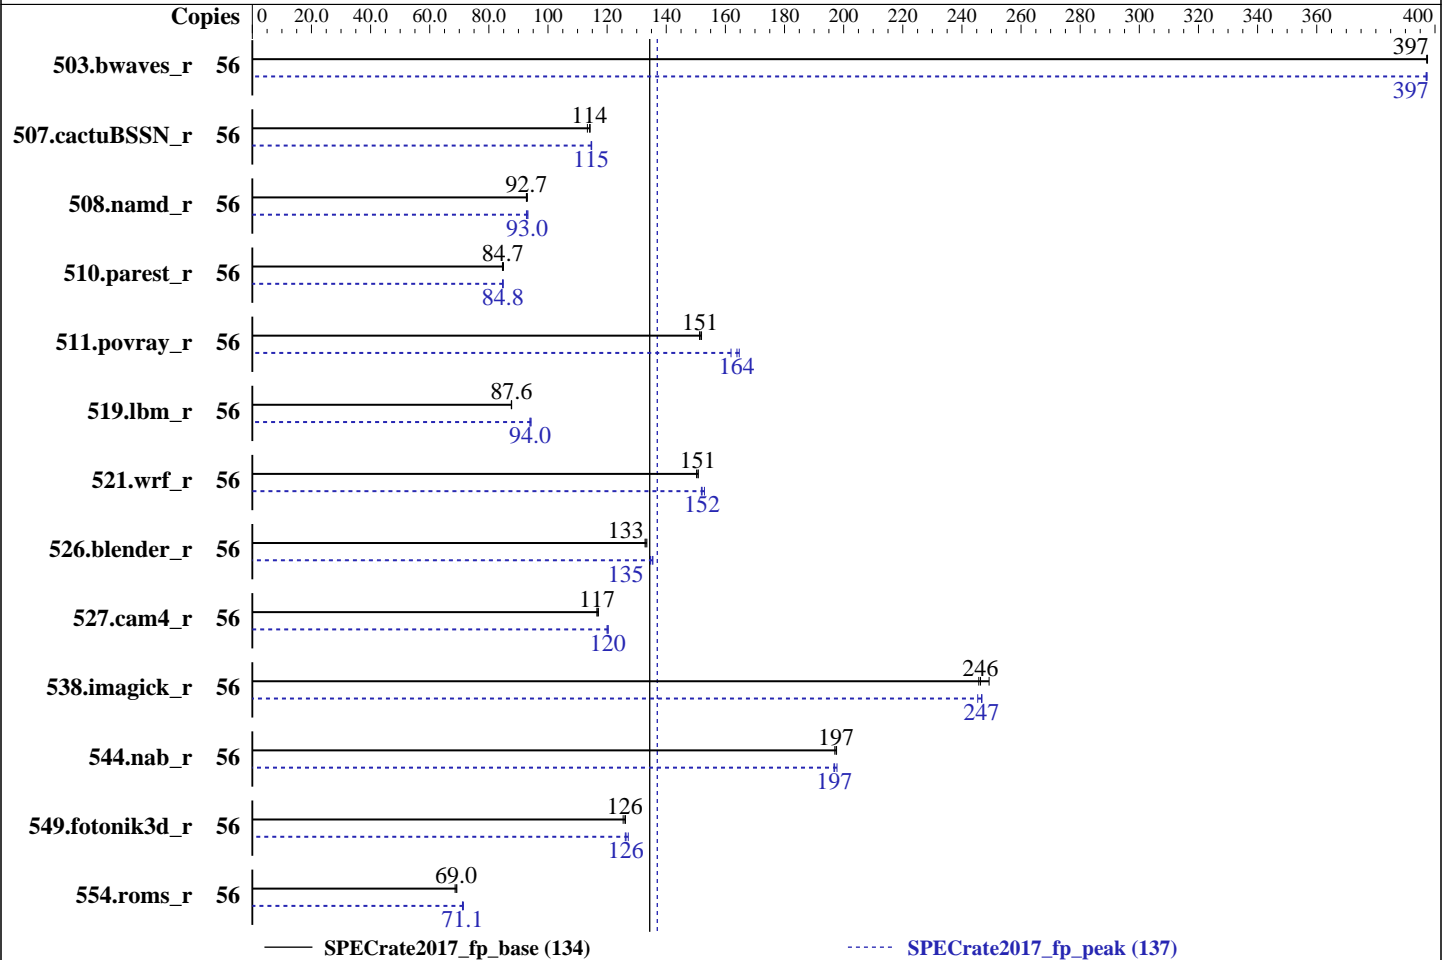 Copies 0 20.0 40.0 60.0 80.0 100 120 140 160 180 200 220 240 260 280 300 320 340 360 400
503.bwaves_r 56 397
397
507.cactuBSSN_r 56 114
115
508.namd_r 56 92.7
93.0
510.parest_r 56 84.7
84.8
511.povray_r 56 151
164
519.lbm_r 56 87.6
94.0
521.wrf_r 56 151
152
526.blender_r 56 133
135
527.cam4_r 56 117
120
538.imagick_r 56 246
247
544.nab_r 56 197
197
549.fotonik3d_r 56 126
126
554.roms_r 56 69.0
71.1
SPECrate2017_fp_base (134) SPECrate2017_fp_peak (137)